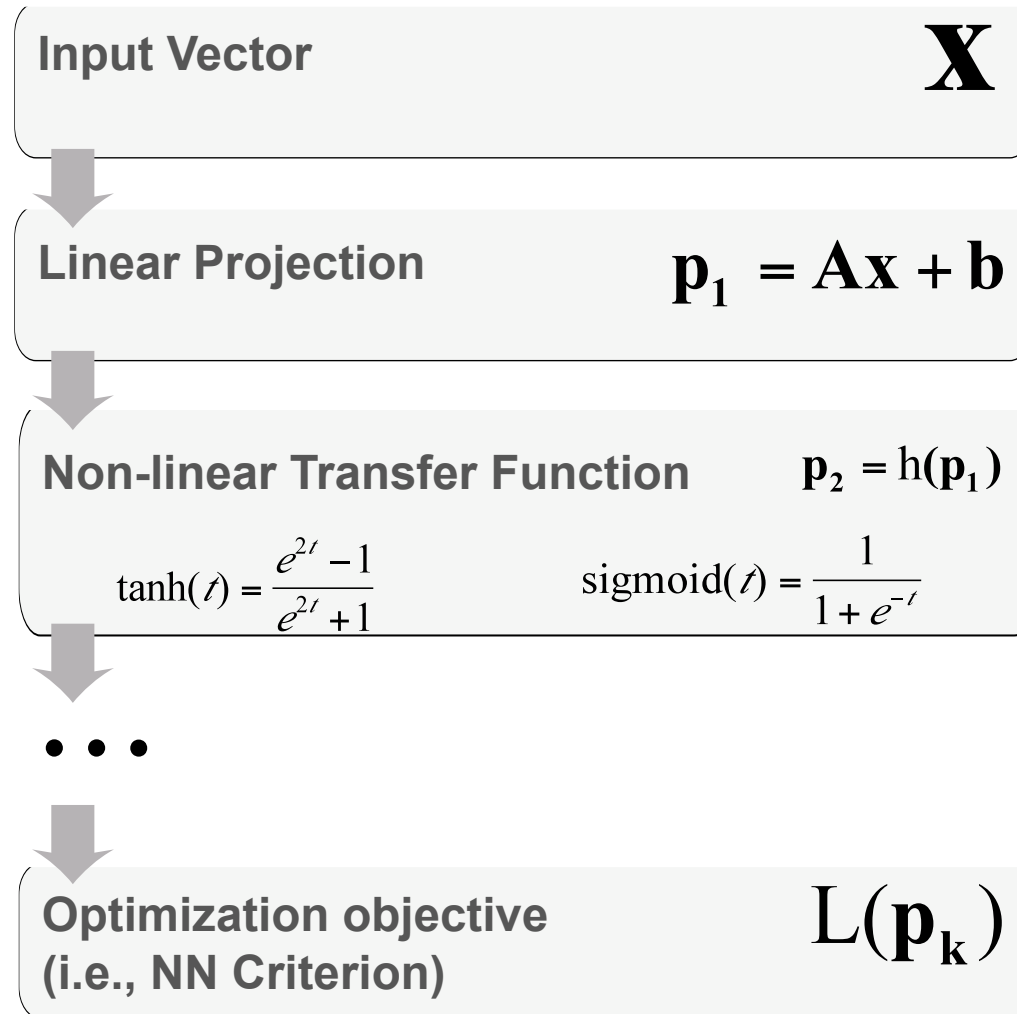 Input Vector x
Linear Projection p₁ = Ax + b
Non-linear Transfer Function p₂ = h(p₁)
tanh(t) = (e^{2t} − 1) / (e^{2t} + 1) sigmoid(t) = 1 / (1 + e^{−t})
• • •
Optimization objective L(p_k)
(i.e., NN Criterion)